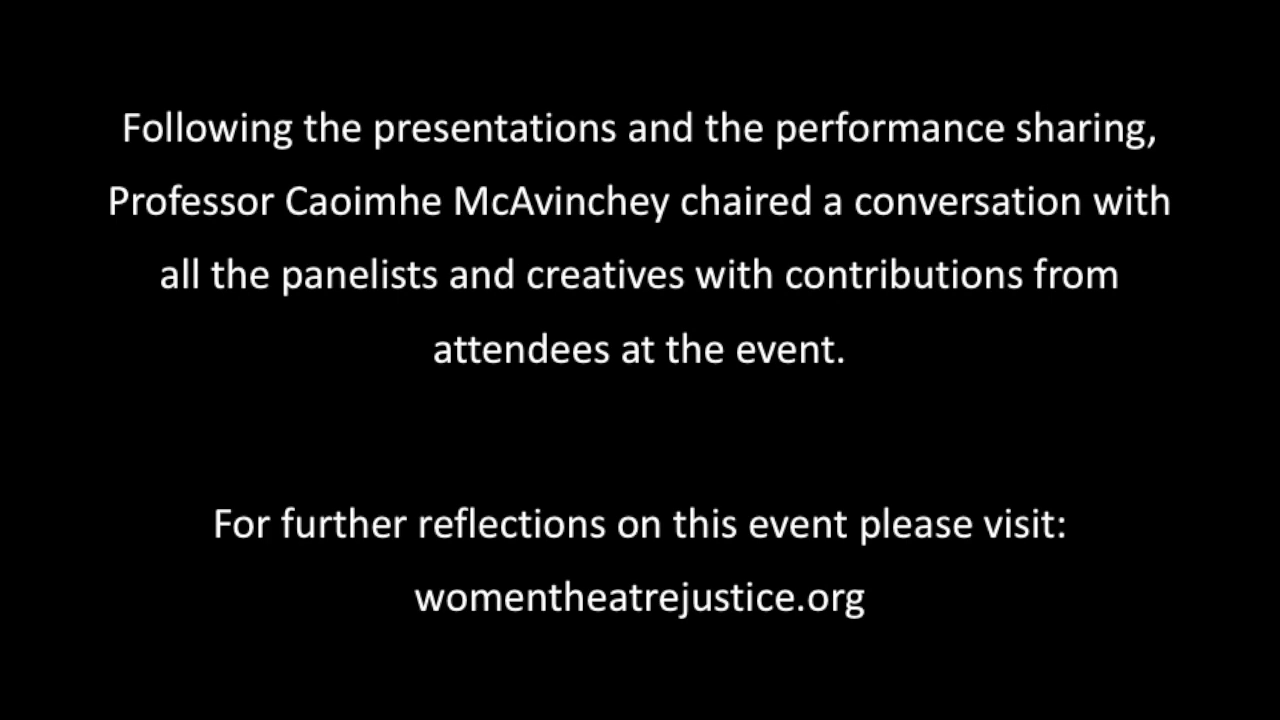 Following the presentations and the performance sharing,
Professor Caoimhe McAvinchey chaired a conversation with
all the panelists and creatives with contributions from
attendees at the event.
For further reflections on this event please visit:
womentheatrejustice.org